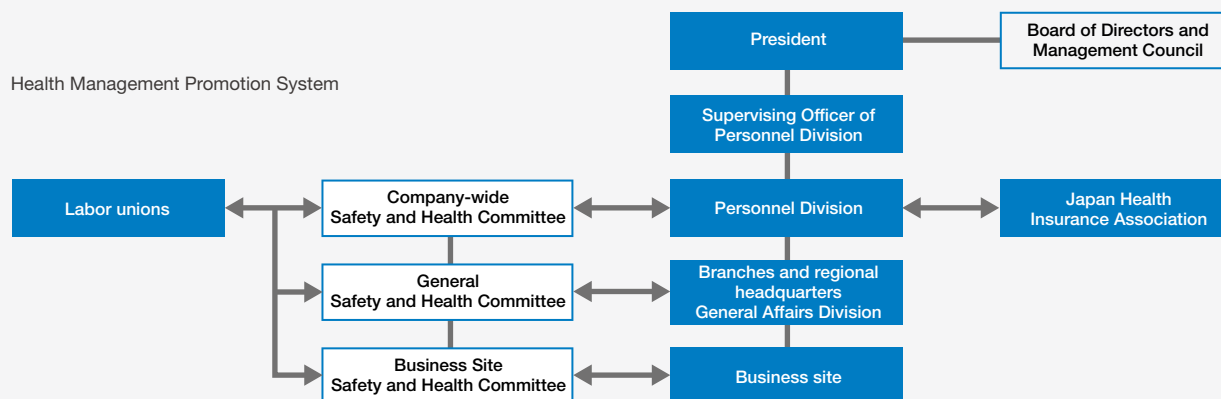 President
Board of Directors and
Management Council
Health Management Promotion System
Supervising Officer of
Personnel Division
Labor unions
Company-wide
Safety and Health Committee
Personnel Division
Japan Health
Insurance Association
General
Safety and Health Committee
Branches and regional
headquarters
General Affairs Division
Business Site
Safety and Health Committee
Business site